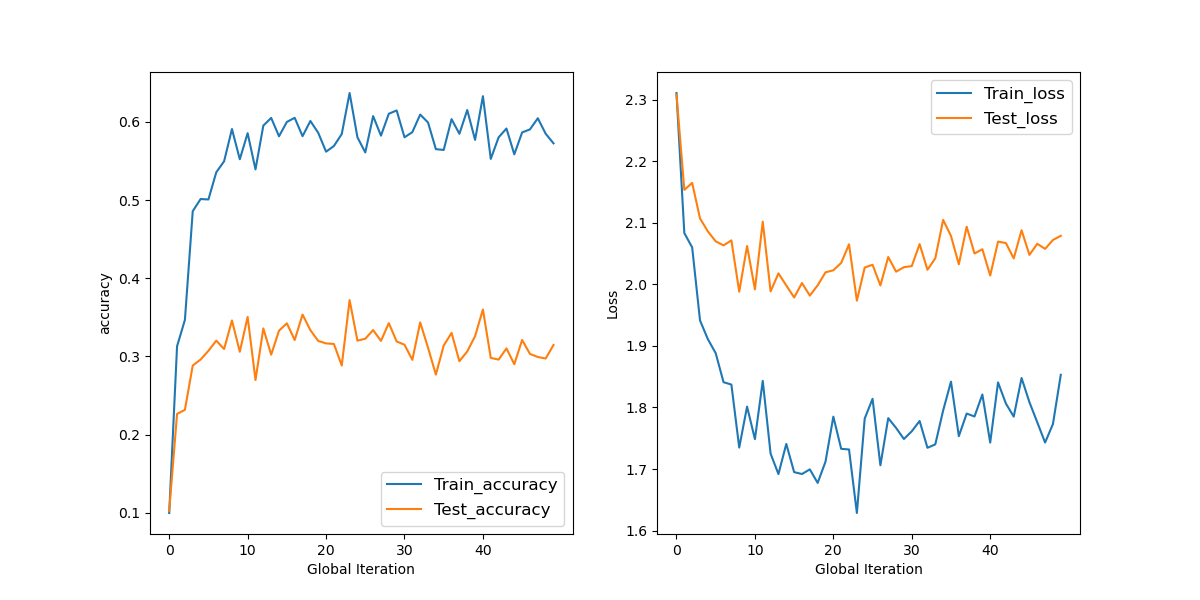 accuracy
0.6
0.5
0.4
0.3
0.2
0.1
Train_accuracy
Test_accuracy
0 10 20 30 40
Global Iteration
Loss
2.3
2.2
2.1
2.0
1.9
1.8
1.7
1.6
Train_loss
Test_loss
0 10 20 30 40
Global Iteration